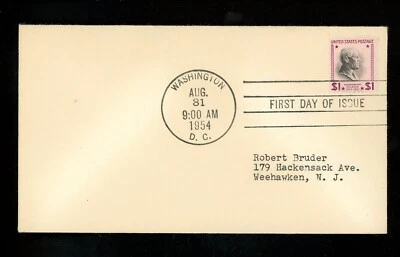 UNITED STATES POSTAGE
$1 $1
WASHINGTON
AUG.
31
9:00 AM
1954
D. C.
FIRST DAY OF ISSUE
Robert Bruder
179 Hackensack Ave.
Weehawken, N. J.